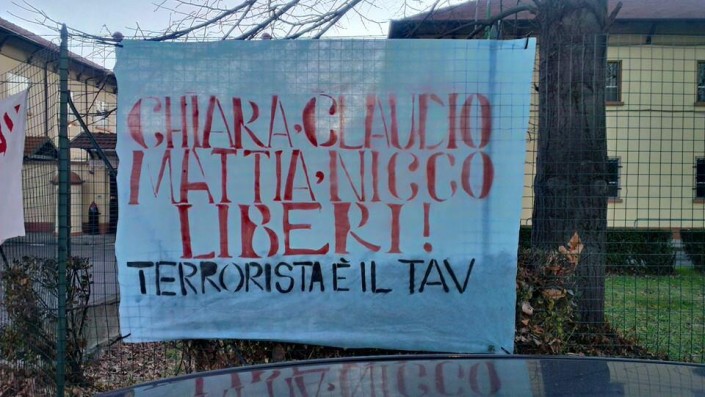 CHIARA·CLAUDIO
MATTIA·NICCO
LIBERI!
TERRORISTA È IL TAV